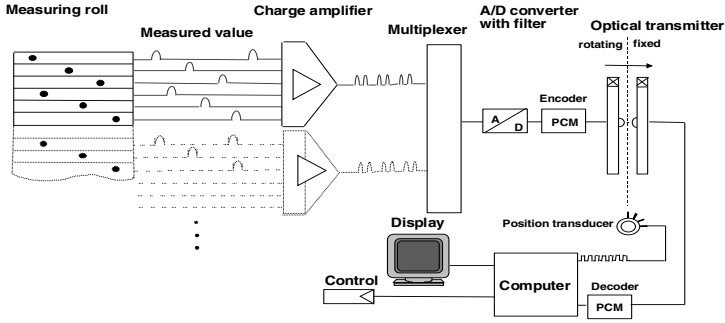 Measuring roll
Measured value
Charge amplifier
Multiplexer
A/D converter
with filter
Optical transmitter
rotating
fixed
A
D
Encoder
PCM
Position transducer
Display
Control
Computer
Decoder
PCM